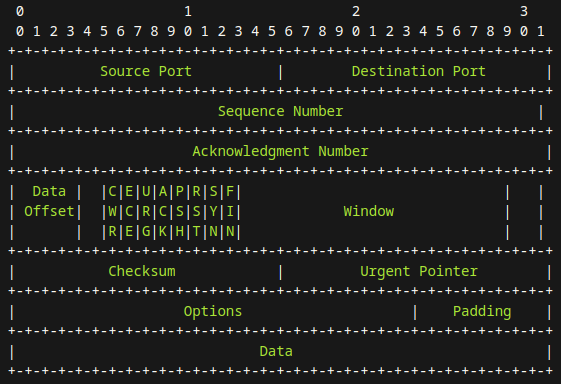 0                   1                   2                   3
 0 1 2 3 4 5 6 7 8 9 0 1 2 3 4 5 6 7 8 9 0 1 2 3 4 5 6 7 8 9 0 1
+-+-+-+-+-+-+-+-+-+-+-+-+-+-+-+-+-+-+-+-+-+-+-+-+-+-+-+-+-+-+-+-+
|          Source Port          |        Destination Port       |
+-+-+-+-+-+-+-+-+-+-+-+-+-+-+-+-+-+-+-+-+-+-+-+-+-+-+-+-+-+-+-+-+
|                        Sequence Number                       |
+-+-+-+-+-+-+-+-+-+-+-+-+-+-+-+-+-+-+-+-+-+-+-+-+-+-+-+-+-+-+-+-+
|                     Acknowledgment Number                     |
+-+-+-+-+-+-+-+-+-+-+-+-+-+-+-+-+-+-+-+-+-+-+-+-+-+-+-+-+-+-+-+-+
|  Data |  |C|E|U|A|P|R|S|F|                               |   |
| Offset|  |W|C|R|C|S|S|Y|I|            Window             |   |
|       |  |R|E|G|K|H|T|N|N|                               |   |
+-+-+-+-+-+-+-+-+-+-+-+-+-+-+-+-+-+-+-+-+-+-+-+-+-+-+-+-+-+-+-+-+
|           Checksum            |         Urgent Pointer        |
+-+-+-+-+-+-+-+-+-+-+-+-+-+-+-+-+-+-+-+-+-+-+-+-+-+-+-+-+-+-+-+-+
|                    Options                    |    Padding    |
+-+-+-+-+-+-+-+-+-+-+-+-+-+-+-+-+-+-+-+-+-+-+-+-+-+-+-+-+-+-+-+-+
|                             Data                              |
+-+-+-+-+-+-+-+-+-+-+-+-+-+-+-+-+-+-+-+-+-+-+-+-+-+-+-+-+-+-+-+-+